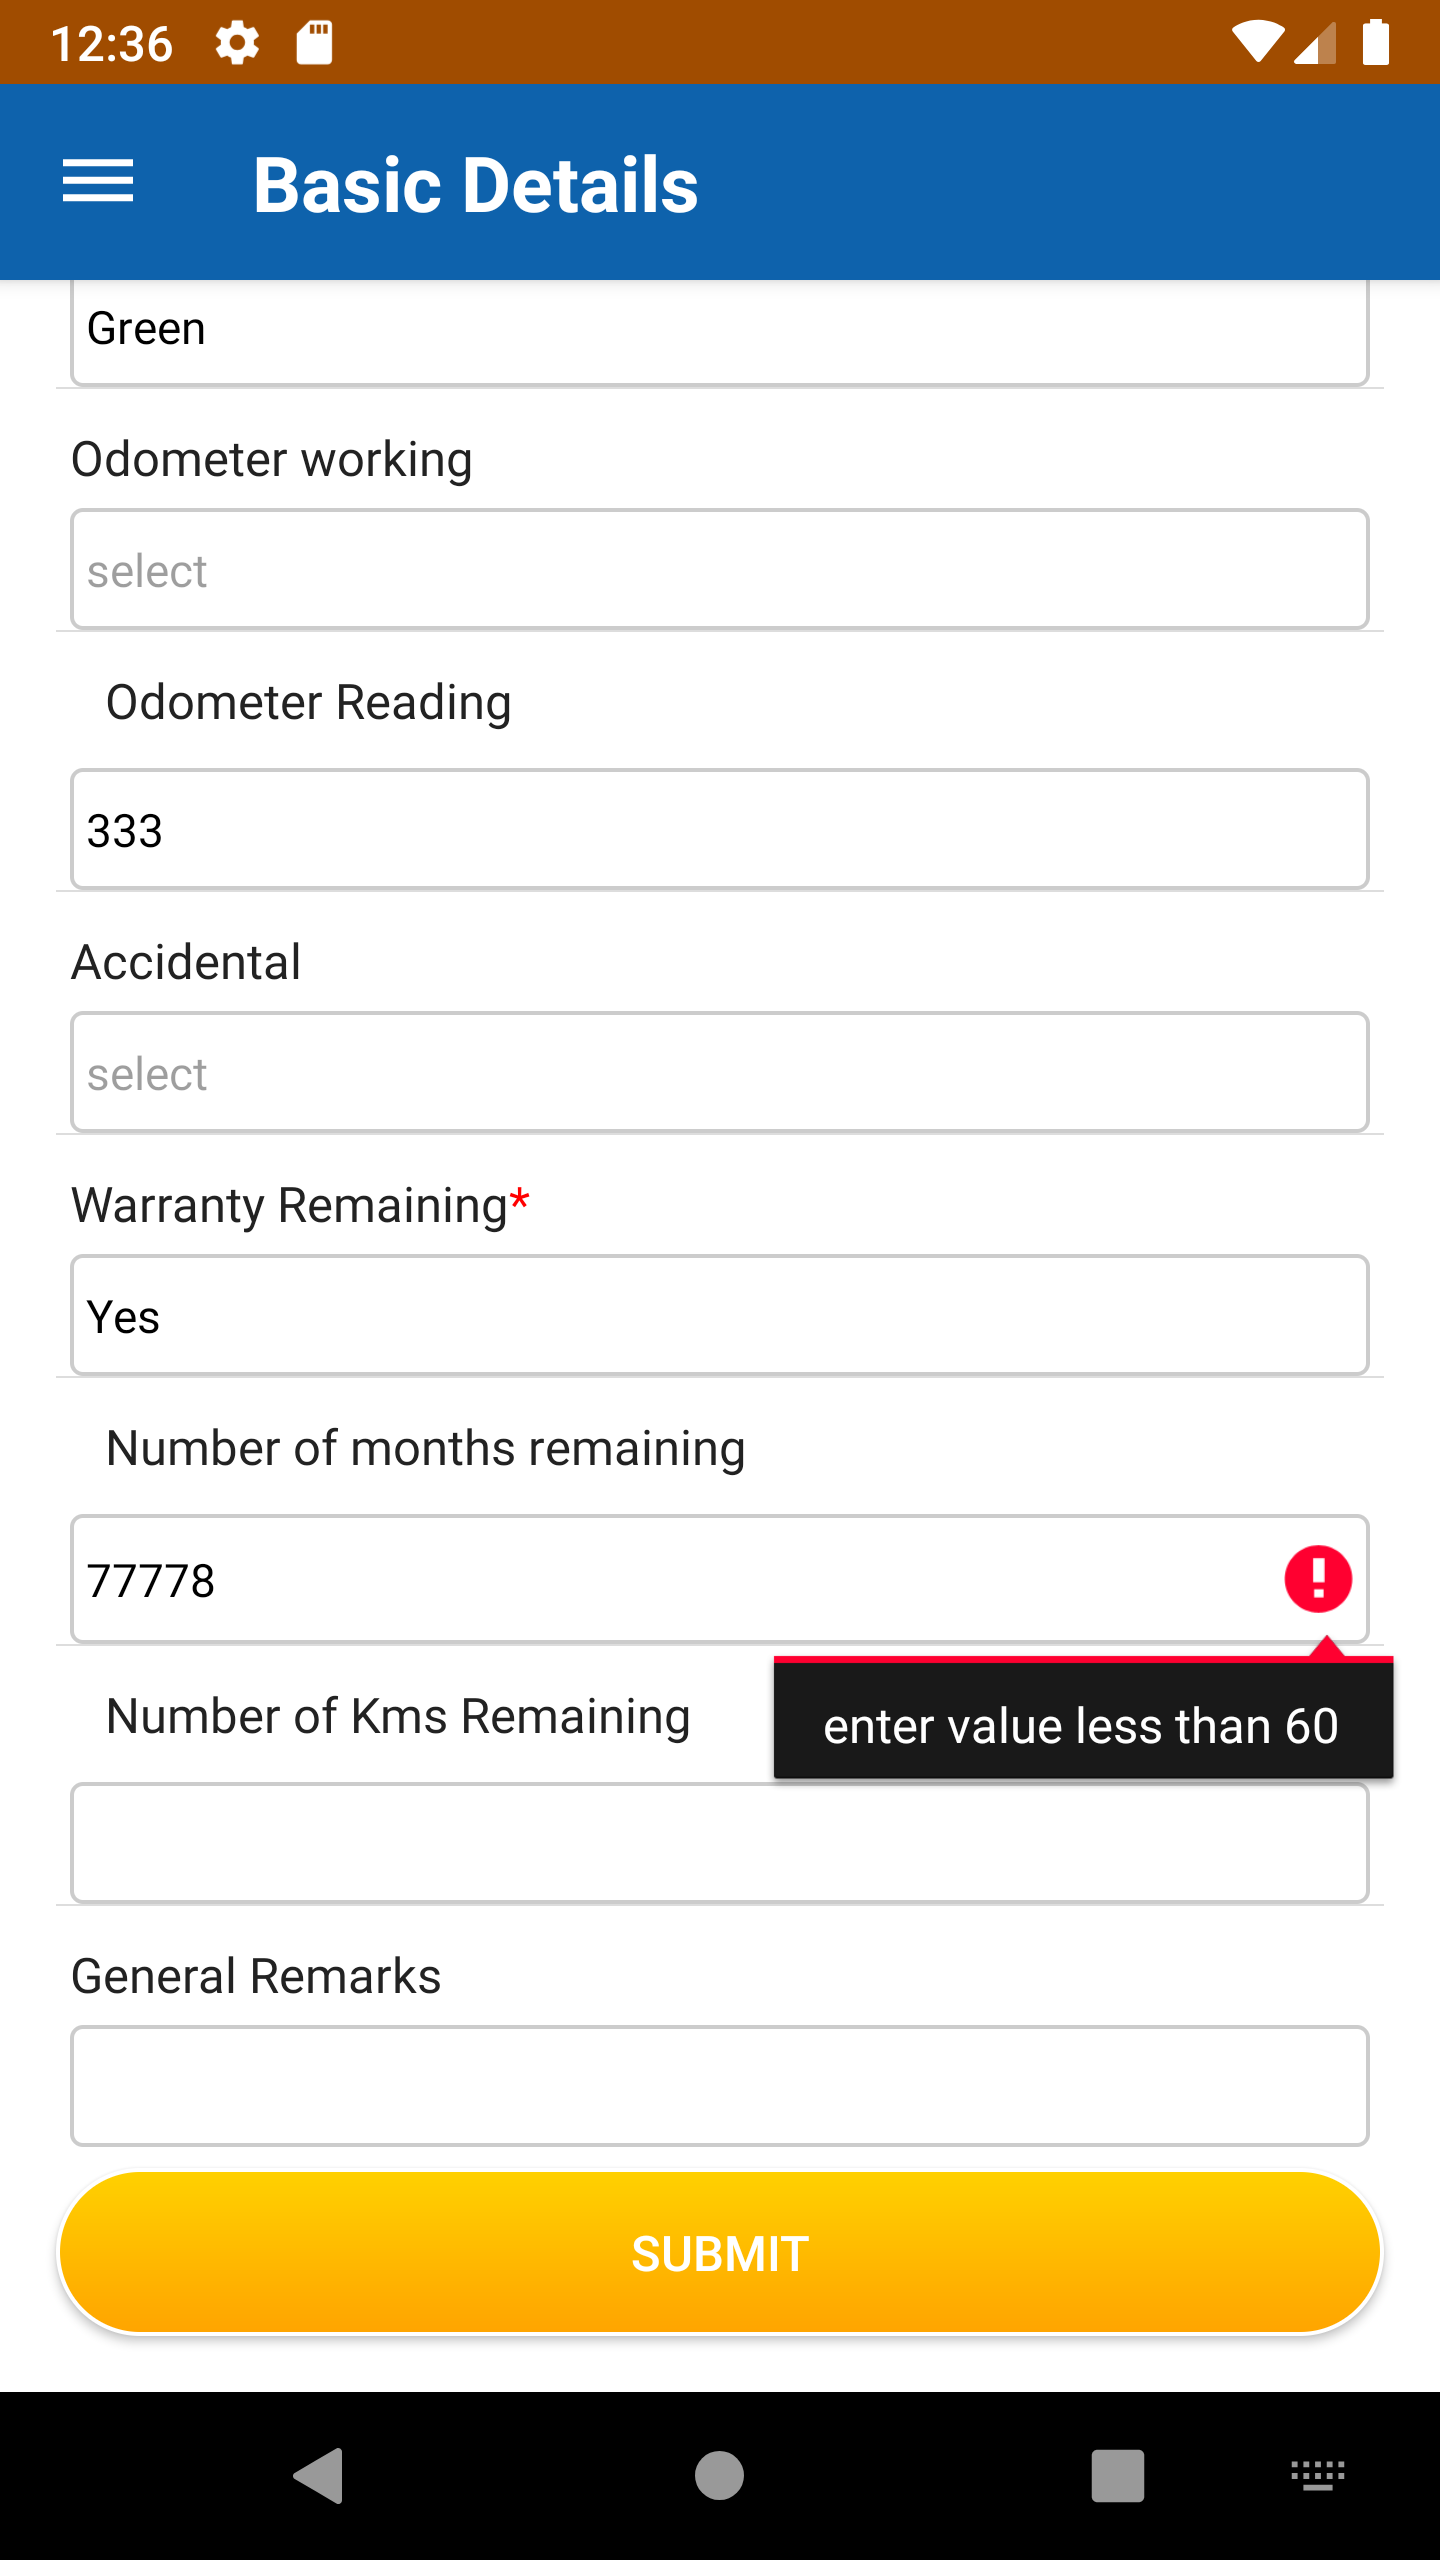 12:36
Basic Details
Green
Odometer working
select
Odometer Reading
333
Accidental
select
Warranty Remaining*
Yes
Number of months remaining
77778
Number of Kms Remaining
enter value less than 60
General Remarks
SUBMIT